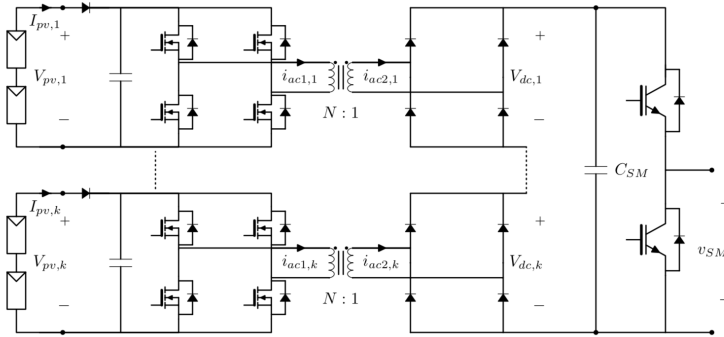 I_{pv,1}
+
V_{pv,1}
−
i_{ac1,1}
i_{ac2,1}
N : 1
+
V_{dc,1}
−
C_{SM}
I_{pv,k}
+
V_{pv,k}
−
i_{ac1,k}
i_{ac2,k}
N : 1
+
V_{dc,k}
−
+
v_{SM}
+